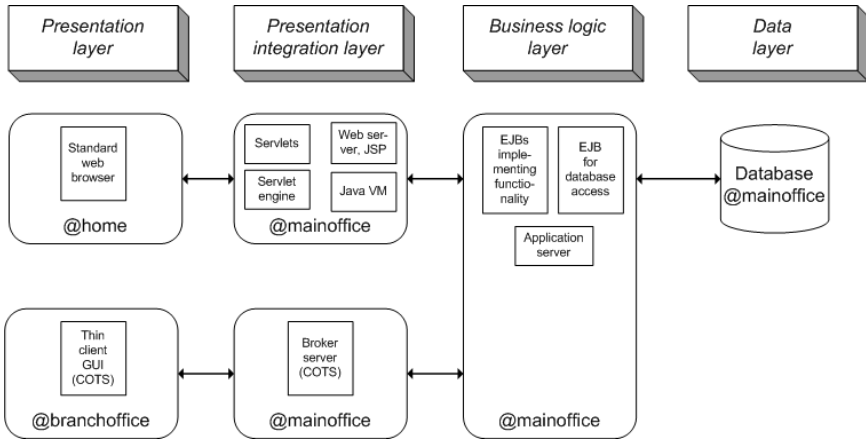 Presentation
layer
Presentation
integration layer
Business logic
layer
Data
layer
Standard
web
browser
@home
Servlets
Web ser-
ver, JSP
Servlet
engine
Java VM
@mainoffice
EJBs
imple-
menting
functio-
nality
EJB
for
database
access
Application
server
Database
@mainoffice
Thin
client
GUI
(COTS)
@branchoffice
Broker
server
(COTS)
@mainoffice
@mainoffice